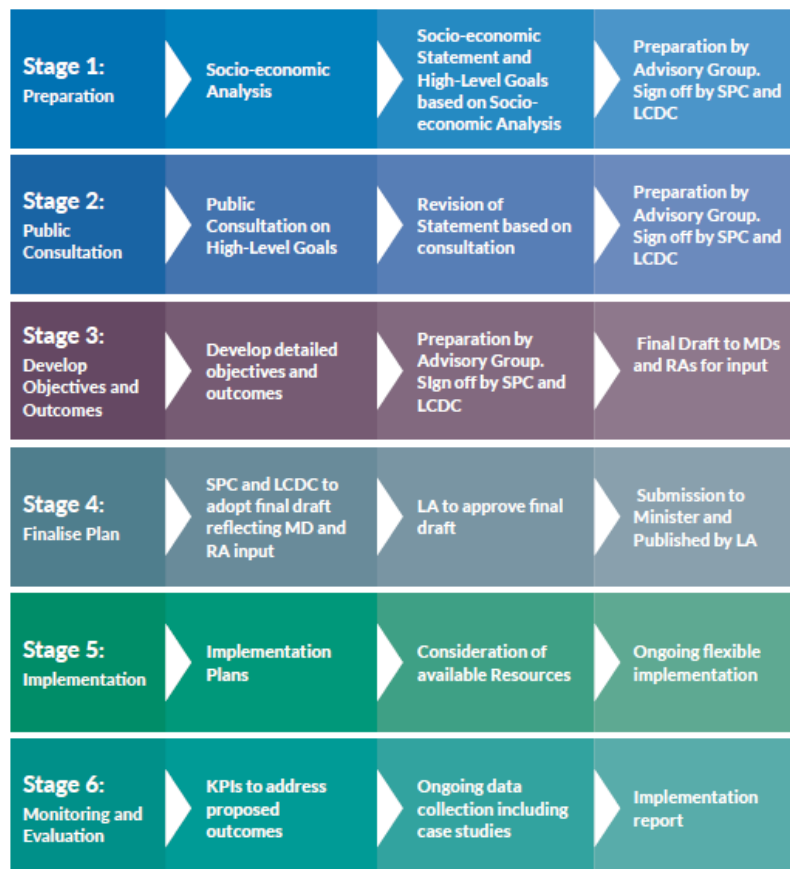 Stage 1:
Preparation
Socio-economic
Analysis
Socio-economic
Statement and
High-Level Goals
based on Socio-
economic Analysis
Preparation by
Advisory Group.
Sign off by SPC and
LCDC
Stage 2:
Public
Consultation
Public
Consultation on
High-Level Goals
Revision of
Statement based on
consultation
Preparation by
Advisory Group.
Sign off by SPC and
LCDC
Stage 3:
Develop
Objectives and
Outcomes
Develop detailed
objectives and
outcomes
Preparation by
Advisory Group.
SIgn off by SPC and
LCDC
Final Draft to MDs
and RAs for input
Stage 4:
Finalise Plan
SPC and LCDC to
adopt final draft
reflecting MD and
RA input
LA to approve final
draft
Submission to
Minister and
Published by LA
Stage 5:
Implementation
Implementation
Plans
Consideration of
available Resources
Ongoing flexible
implementation
Stage 6:
Monitoring and
Evaluation
KPIs to address
proposed
outcomes
Ongoing data
collection including
case studies
Implementation
report